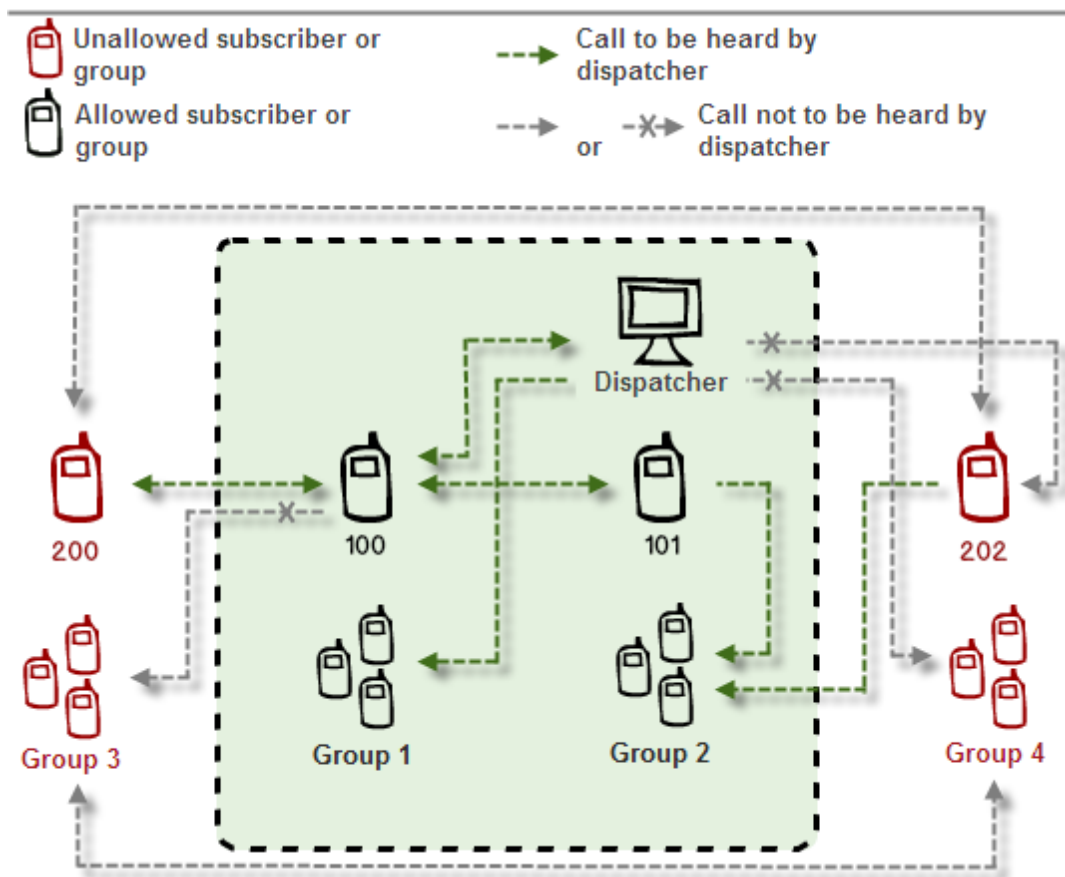 Unallowed subscriber or
group
Call to be heard by
dispatcher
Allowed subscriber or
group
or
Call not to be heard by
dispatcher
Dispatcher
200
100
101
202
Group 3
Group 1
Group 2
Group 4